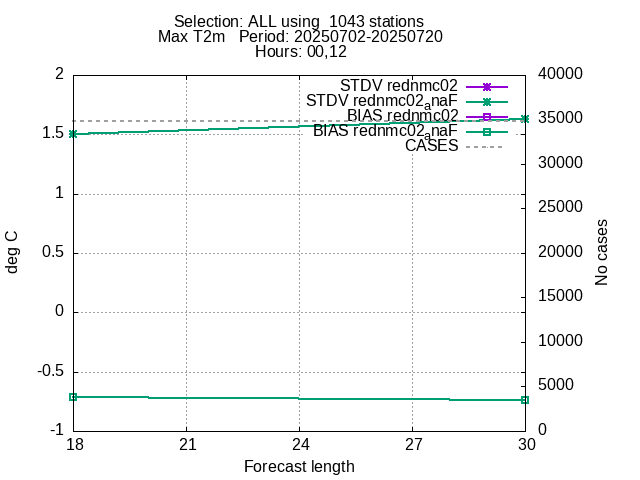 Selection: ALL using  1043 stations
Max T2m   Period: 20250702-20250720
Hours: 00,12
STDV rednmc02
STDV rednmc02anaF
BIAS rednmc02
BIAS rednmc02anaF
CASES
2
1.5
1
0.5
0
-0.5
-1
deg C
40000
35000
30000
25000
20000
15000
10000
5000
0
No cases
18 21 24 27 30
Forecast length